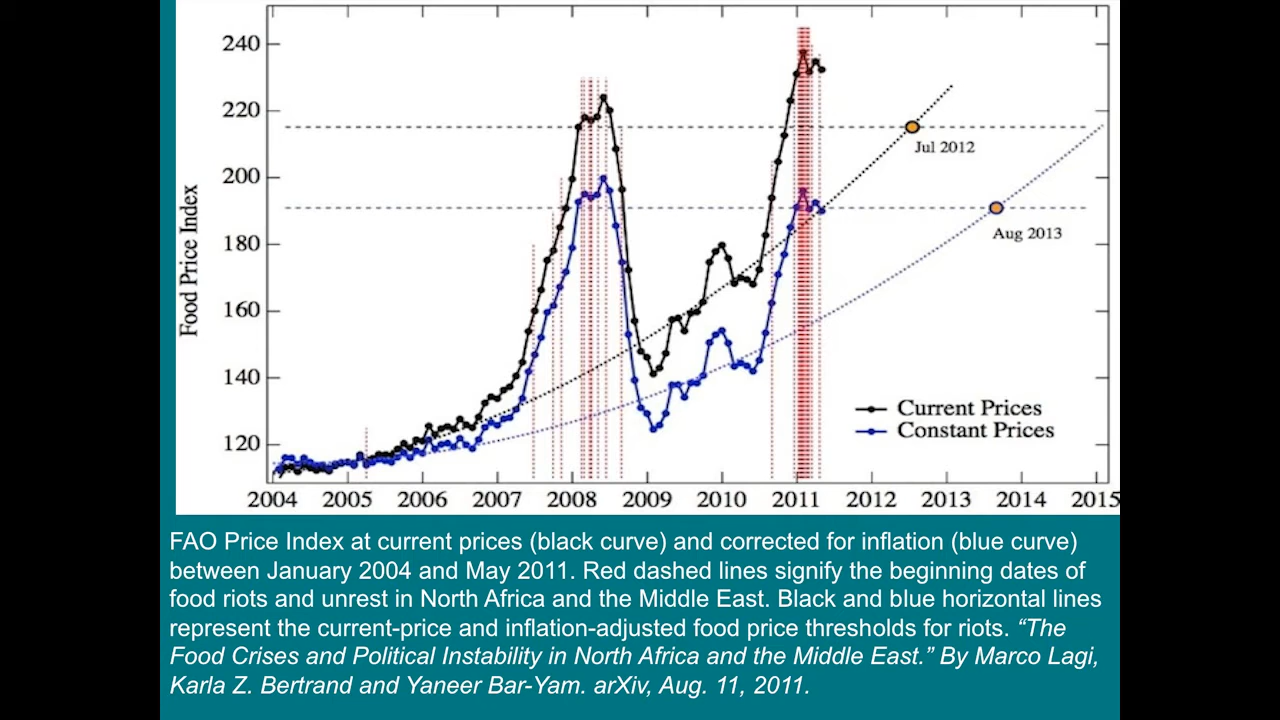 240
220
200
180
160
140
120
Food Price Index
Jul 2012
Aug 2013
Current Prices
Constant Prices
2004 2005 2006 2007 2008 2009 2010 2011 2012 2013 2014 2015
FAO Price Index at current prices (black curve) and corrected for inflation (blue curve)
between January 2004 and May 2011. Red dashed lines signify the beginning dates of
food riots and unrest in North Africa and the Middle East. Black and blue horizontal lines
represent the current-price and inflation-adjusted food price thresholds for riots. “The
Food Crises and Political Instability in North Africa and the Middle East.” By Marco Lagi,
Karla Z. Bertrand and Yaneer Bar-Yam. arXiv, Aug. 11, 2011.